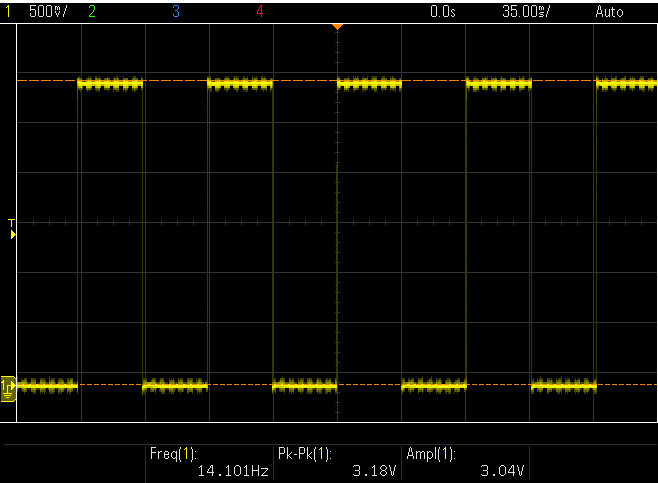 1 500mV/ 2 3 4 0.0s 35.00ms/ Auto
T
1
Freq(1): Pk-Pk(1): Ampl(1):
14.101Hz 3.18V 3.04V